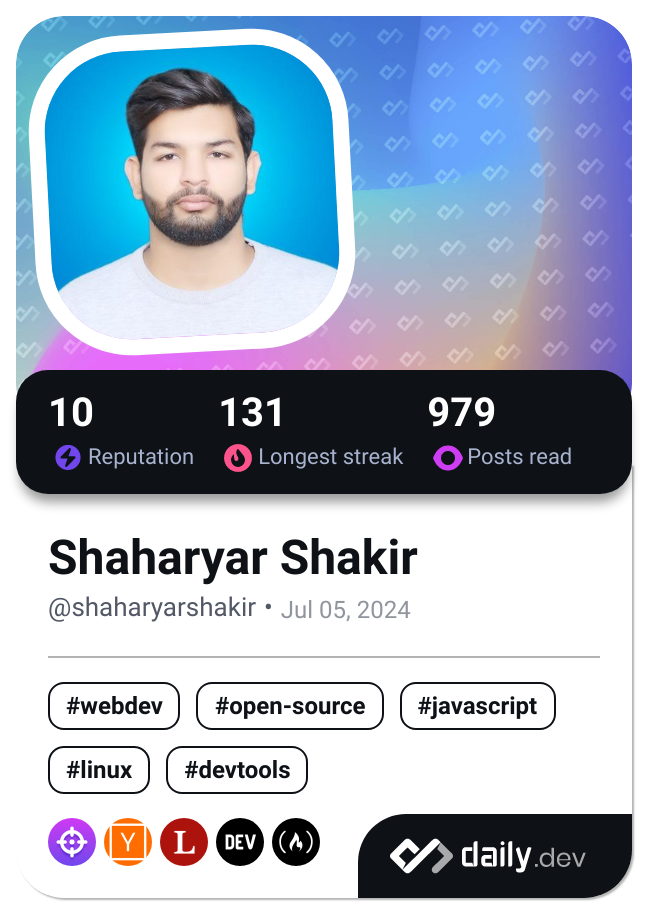 10 131 979
Reputation Longest streak Posts read
Shaharyar Shakir
@shaharyarshakir • Jul 05, 2024
#webdev #open-source #javascript
#linux #devtools
Y L DEV
daily.dev